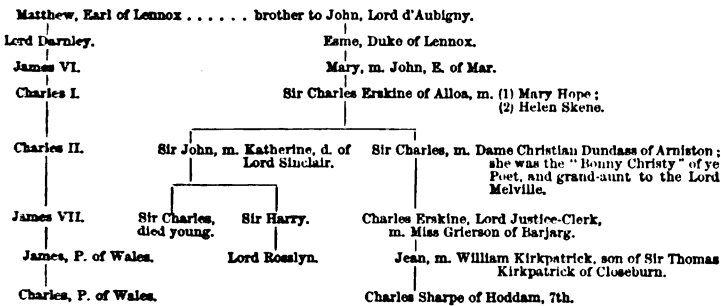 Matthew, Earl of Lennox . . . . . . brother to John, Lord d'Aubigny.
Lord Darnley. Esme, Duke of Lennox.
James VI. Mary, m. John, E. of Mar.
Charles I. Sir Charles Erskine of Alloa, m. (1) Mary Hope;
(2) Helen Skene.
Charles II. Sir John, m. Katherine, d. of Sir Charles, m. Dame Christian Dundass of Arniston;
Lord Sinclair. she was the "Bonny Christy" of ye
Poet, and grand-aunt to the Lord
Melville.
James VII. Sir Charles, Sir Harry. Charles Erskine, Lord Justice-Clerk,
died young. m. Miss Grierson of Barjarg.
James, P. of Wales. Lord Rosslyn. Jean, m. William Kirkpatrick, son of Sir Thomas
Kirkpatrick of Closeburn.
Charles, P. of Wales. Charles Sharpe of Hoddam, 7th.